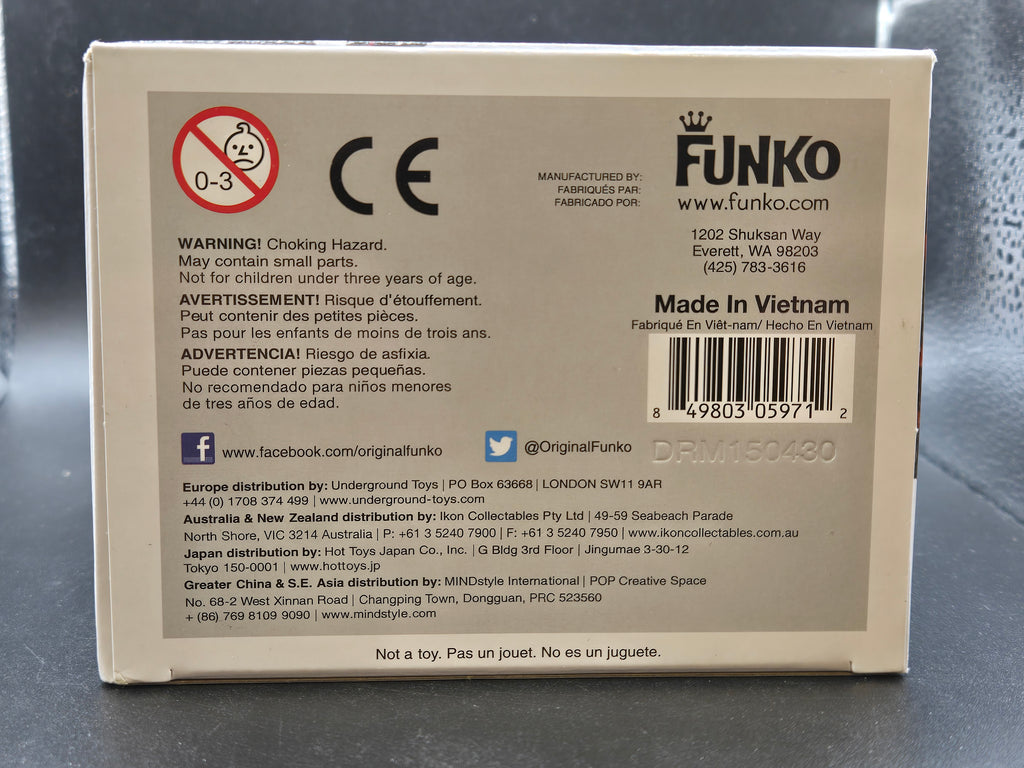 0-3
CE
MANUFACTURED BY:
FABRIQUÉS PAR:
FABRICADO POR:
FUNKO
www.funko.com
1202 Shuksan Way
Everett, WA 98203
(425) 783-3616
WARNING! Choking Hazard.
May contain small parts.
Not for children under three years of age.
AVERTISSEMENT! Risque d'étouffement.
Peut contenir des petites pièces.
Pas pour les enfants de moins de trois ans.
ADVERTENCIA! Riesgo de asfixia.
Puede contener piezas pequeñas.
No recomendado para niños menores
de tres años de edad.
Made In Vietnam
Fabriqué En Viêt-nam/ Hecho En Vietnam
8 49803 05971 2
DRM150430
f www.facebook.com/originalfunko
@OriginalFunko
Europe distribution by: Underground Toys | PO Box 63668 | LONDON SW11 9AR
+44 (0) 1708 374 499 | www.underground-toys.com
Australia & New Zealand distribution by: Ikon Collectables Pty Ltd | 49-59 Seabeach Parade
North Shore, VIC 3214 Australia | P: +61 3 5240 7900 | F: +61 3 5240 7950 | www.ikoncollectables.com.au
Japan distribution by: Hot Toys Japan Co., Inc. | G Bldg 3rd Floor | Jingumae 3-30-12
Tokyo 150-0001 | www.hottoys.jp
Greater China & S.E. Asia distribution by: MINDstyle International | POP Creative Space
No. 68-2 West Xinnan Road | Changping Town, Dongguan, PRC 523560
+ (86) 769 8109 9090 | www.mindstyle.com
Not a toy. Pas un jouet. No es un juguete.